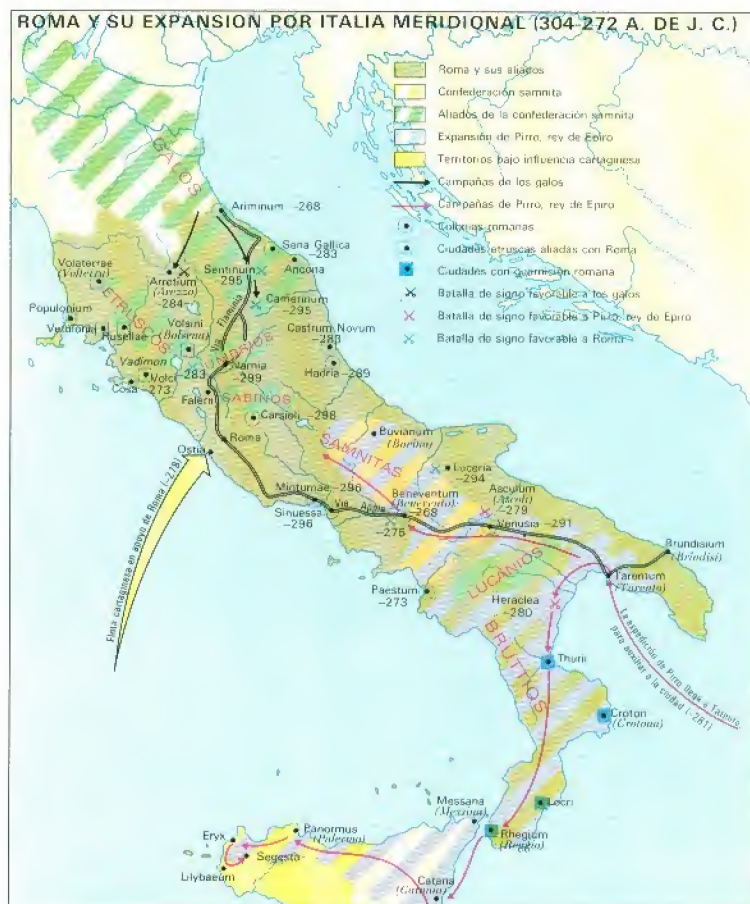 ROMA Y SU EXPANSION POR ITALIA MERIDIONAL (304-272 A. DE J. C.)
Roma y sus aliados
Confederación samnita
Aliados de la confederación samnita
Expansión de Pirro, rey de Epiro
Territorios bajo influencia cartaginesa
Campañas de los galos
Campañas de Pirro, rey de Epiro
Colonias romanas
Ciudades etruscas aliadas con Roma
Ciudades con guarnición romana
Batalla de signo favorable a los galos
Batalla de signo favorable a Pirro, rey de Epiro
Batalla de signo favorable a Roma
GALOS
Ariminum -268
Sena Gallica
-283
Ancona
Volaterrae
(Volterra)
Arretium
(Arezzo)
-284
Sentinum
-295
Camerinum
-295
Populonium
Vetulonia
Rusellae
ETRUSCOS
Volsini
(Bolsena)
Via Flaminia
Castrum Novum
-283
Vadimon
-283
Volci
Cosa -273
Narnia
-299
Hadria -289
Falerii
SABINOS
Carsioli -298
Roma
Ostia
Bovianum
SAMNITAS
Luceria
-294
Minturnae -296
Sinuessa
-296
Via Appia
Beneventum
(Benevento)
-268
-275
Asculum
(Ascoli)
-279
Venusia -291
Brundisium
(Brindisi)
Tarentum
(Tarento)
Paestum
-273
LUCANIOS
Heraclea
-280
BRUTTIOS
Thurii
Croton
(Crotona)
Locri
Flota cartaginesa en apoyo de Roma (-278)
La expedición de Pirro llega a Tarento
para auxiliar a la ciudad (-281)
Messana
(Messina)
Rhegium
(Reggio)
Panormus
(Palermo)
Eryx
Segesta
Lilybaeum
Catana
(Catania)